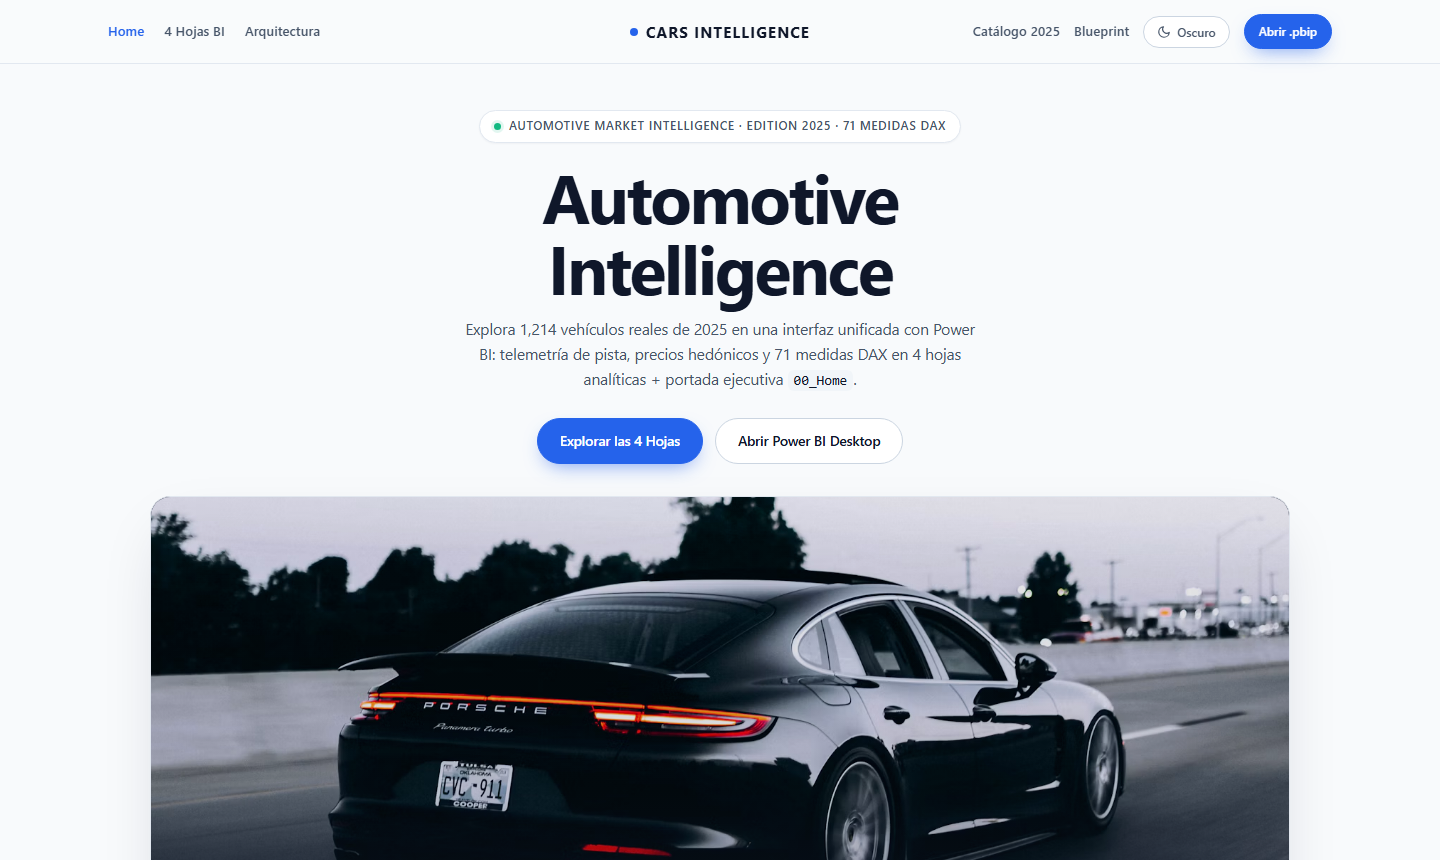 Home 4 Hojas BI Arquitectura
CARS INTELLIGENCE
Catálogo 2025 Blueprint Oscuro Abrir .pbip
AUTOMOTIVE MARKET INTELLIGENCE · EDITION 2025 · 71 MEDIDAS DAX
Automotive
Intelligence
Explora 1,214 vehículos reales de 2025 en una interfaz unificada con Power
BI: telemetría de pista, precios hedónicos y 71 medidas DAX en 4 hojas
analíticas + portada ejecutiva 00_Home .
Explorar las 4 Hojas Abrir Power BI Desktop
PORSCHE
Panamera turbo
TULSA
OKLAHOMA
CVC-911
COOPER